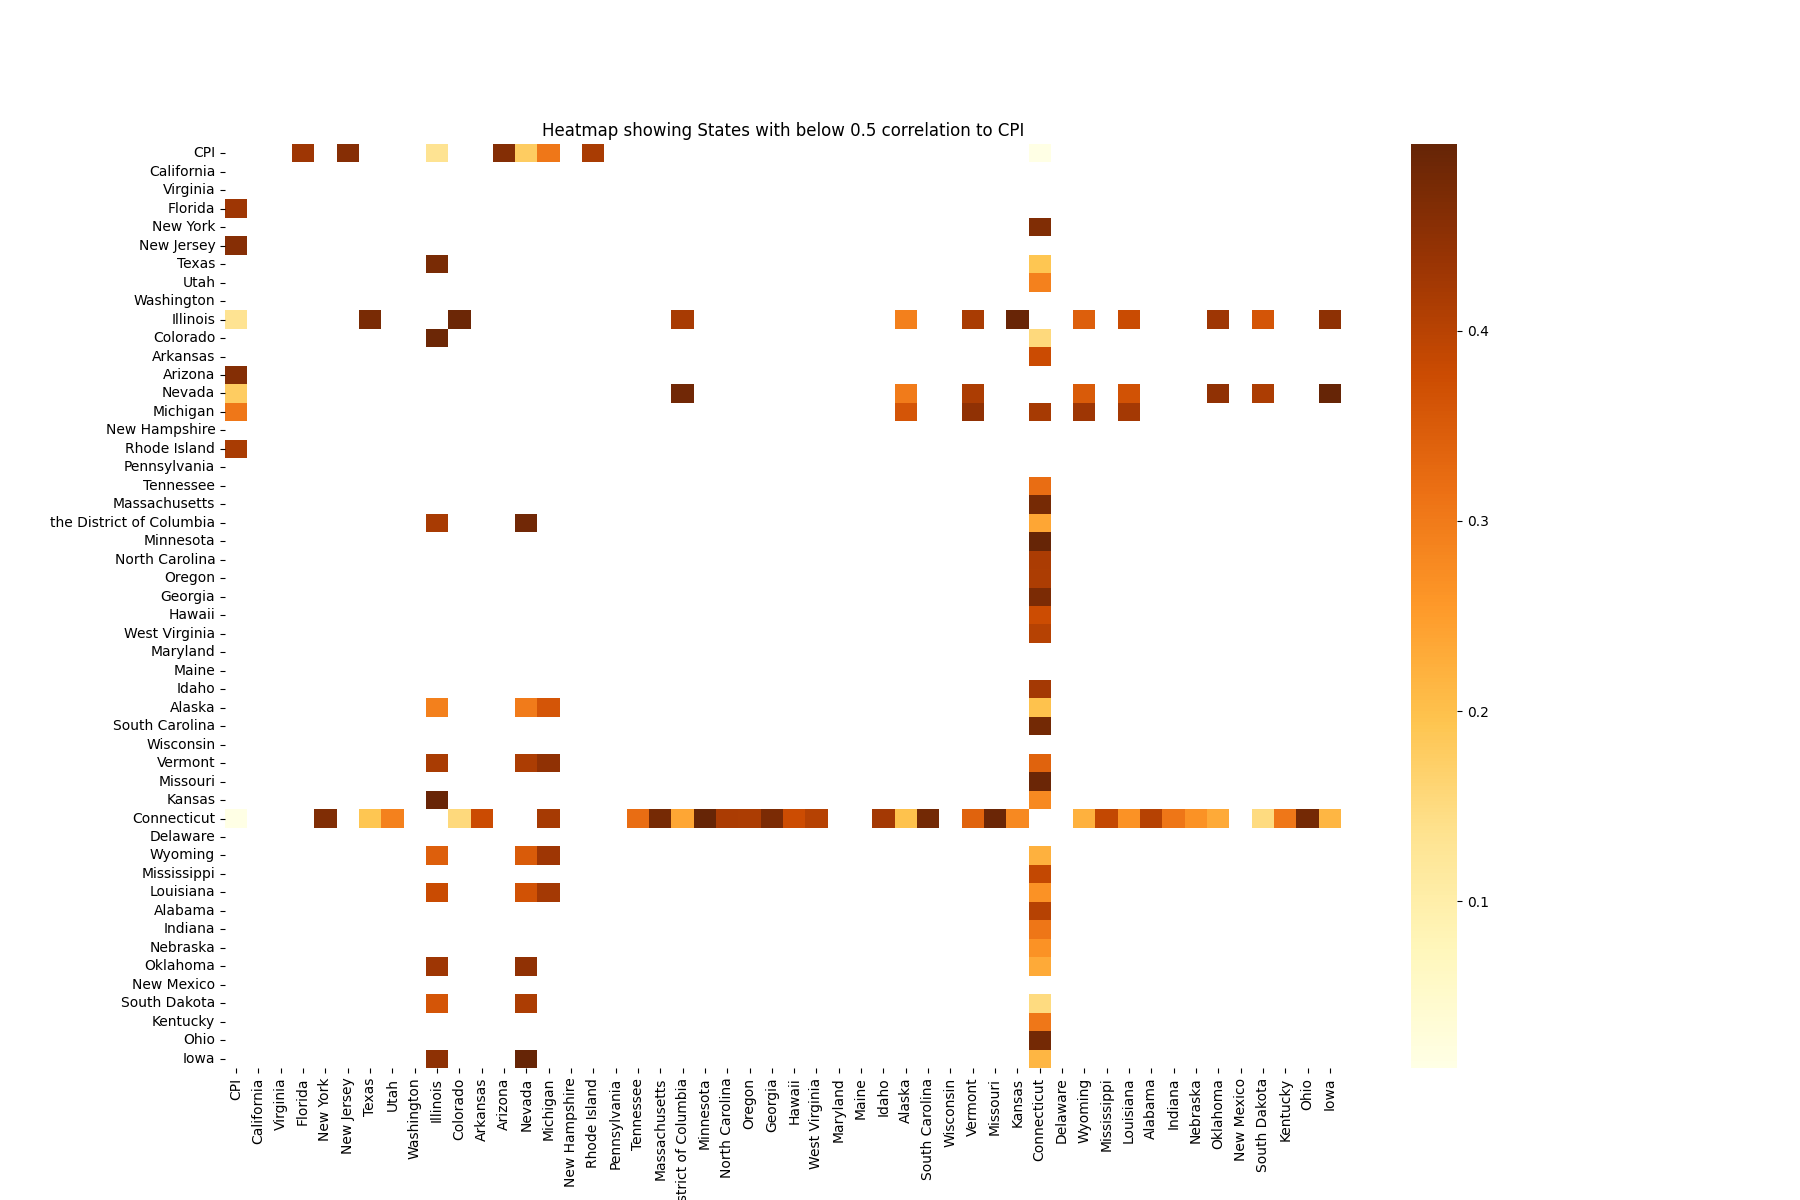 Heatmap showing States with below 0.5 correlation to CPI
CPI
California
Virginia
Florida
New York
New Jersey
Texas
Utah
Washington
Illinois
Colorado
Arkansas
Arizona
Nevada
Michigan
New Hampshire
Rhode Island
Pennsylvania
Tennessee
Massachusetts
the District of Columbia
Minnesota
North Carolina
Oregon
Georgia
Hawaii
West Virginia
Maryland
Maine
Idaho
Alaska
South Carolina
Wisconsin
Vermont
Missouri
Kansas
Connecticut
Delaware
Wyoming
Mississippi
Louisiana
Alabama
Indiana
Nebraska
Oklahoma
New Mexico
South Dakota
Kentucky
Ohio
Iowa
CPI
California
Virginia
Florida
New York
New Jersey
Texas
Utah
Washington
Illinois
Colorado
Arkansas
Arizona
Nevada
Michigan
New Hampshire
Rhode Island
Pennsylvania
Tennessee
Massachusetts
strict of Columbia
Minnesota
North Carolina
Oregon
Georgia
Hawaii
West Virginia
Maryland
Maine
Idaho
Alaska
South Carolina
Wisconsin
Vermont
Missouri
Kansas
Connecticut
Delaware
Wyoming
Mississippi
Louisiana
Alabama
Indiana
Nebraska
Oklahoma
New Mexico
South Dakota
Kentucky
Ohio
Iowa
0.4
0.3
0.2
0.1